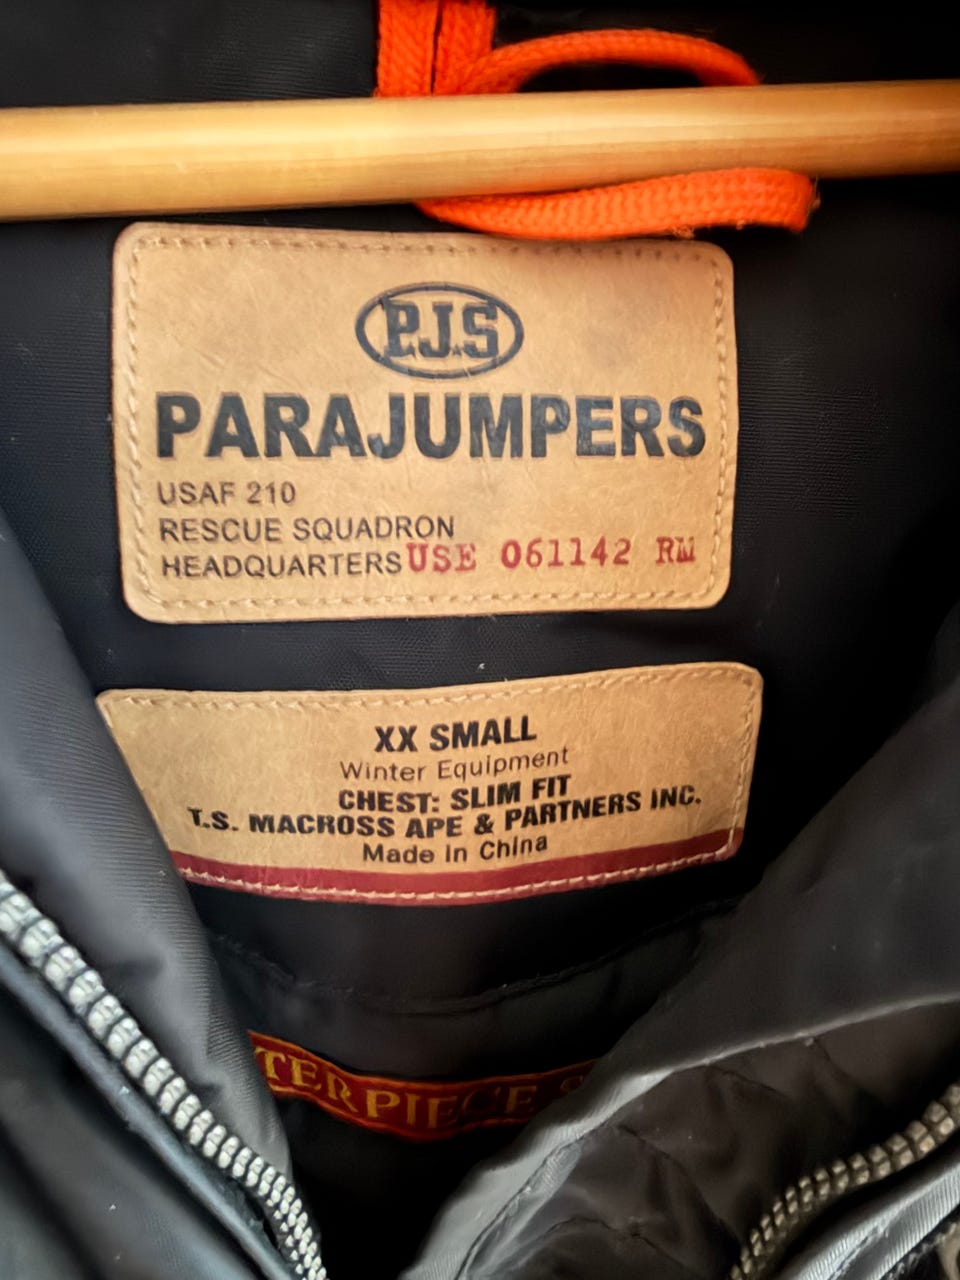 P.J.S
PARAJUMPERS
USAF 210
RESCUE SQUADRON
HEADQUARTERS USE 061142 RM
XX SMALL
Winter Equipment
CHEST: SLIM FIT
T.S. MACROSS APE & PARTNERS INC.
Made in China
TERPIECE